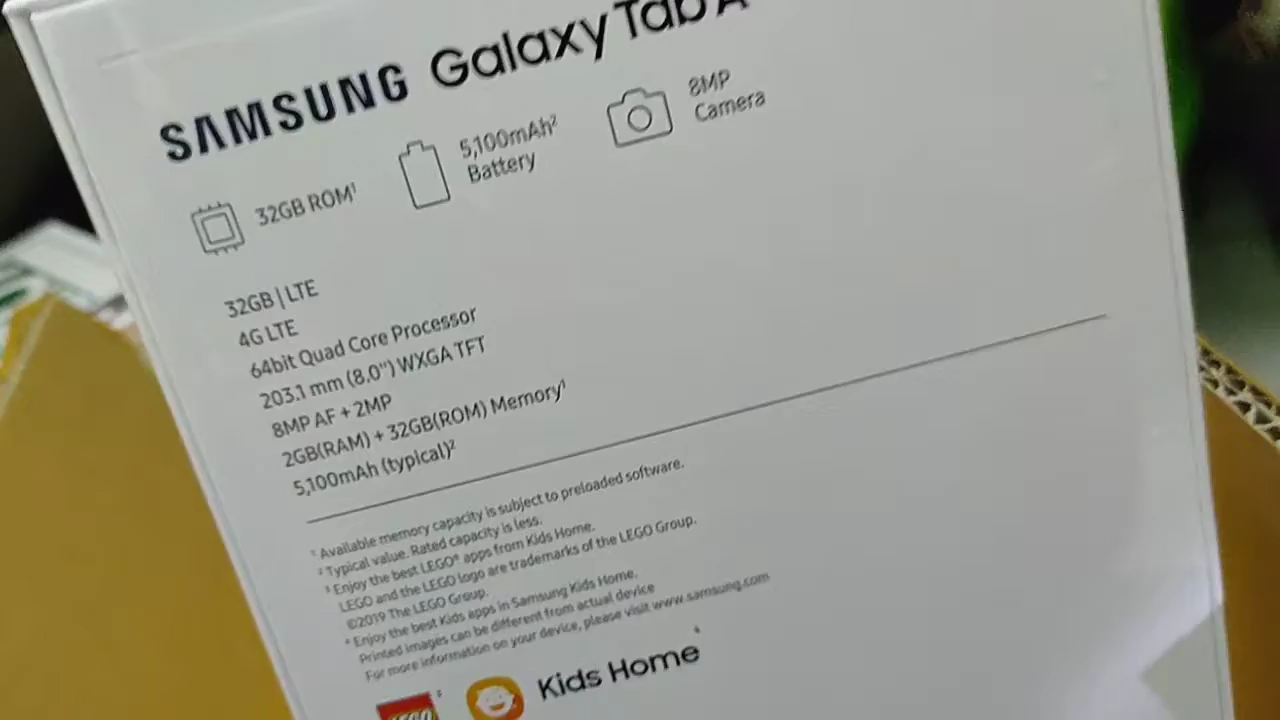 SAMSUNG Galaxy Tab A
32GB ROM¹
5,100mAh²
Battery
8MP
Camera
32GB | LTE
4G LTE
64bit Quad Core Processor
203.1 mm (8.0") WXGA TFT
8MP AF + 2MP
2GB(RAM) + 32GB(ROM) Memory¹
5,100mAh (typical)²
¹ Available memory capacity is subject to preloaded software.
² Typical value. Rated capacity is less.
³ Enjoy the best LEGO® apps from Kids Home.
LEGO and the LEGO logo are trademarks of the LEGO Group.
©2019 The LEGO Group.
⁴ Enjoy the best Kids apps in Samsung Kids Home.
Printed images can be different from actual device
For more information on your device, please visit www.samsung.com
LEGO ³
Kids Home ⁴